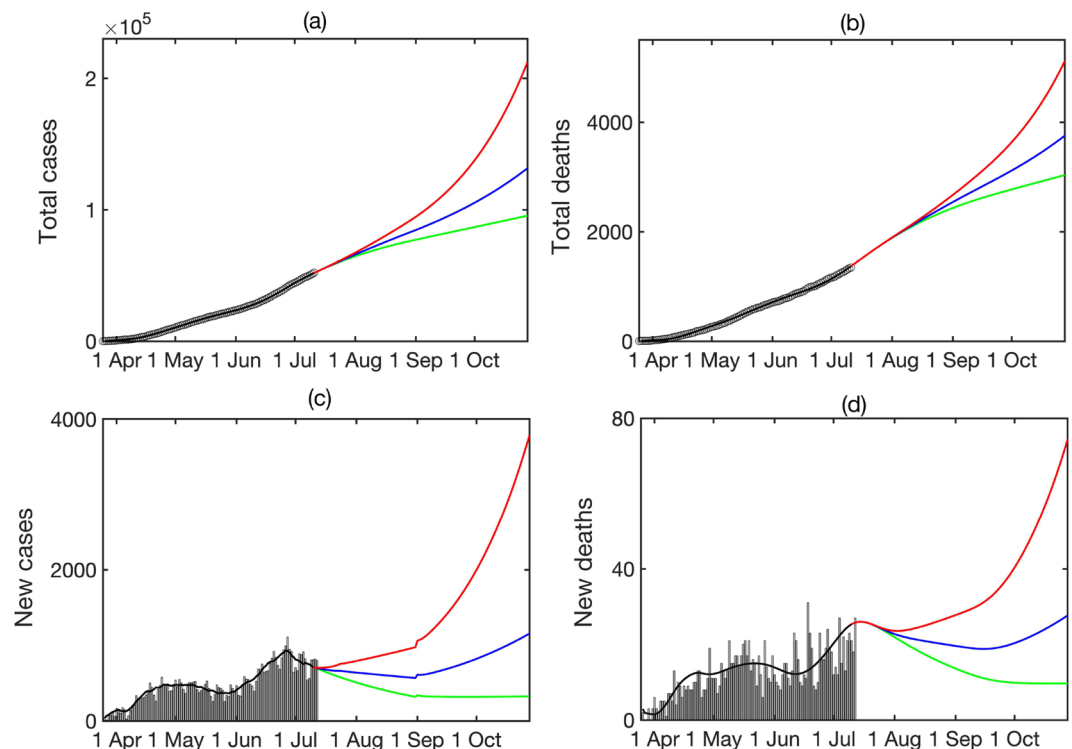 (a)
×10⁵
2
1
0
Total cases
1 Apr 1 May 1 Jun 1 Jul 1 Aug 1 Sep 1 Oct
(b)
4000
2000
0
Total deaths
1 Apr 1 May 1 Jun 1 Jul 1 Aug 1 Sep 1 Oct
(c)
4000
2000
0
New cases
1 Apr 1 May 1 Jun 1 Jul 1 Aug 1 Sep 1 Oct
(d)
80
40
0
New deaths
1 Apr 1 May 1 Jun 1 Jul 1 Aug 1 Sep 1 Oct